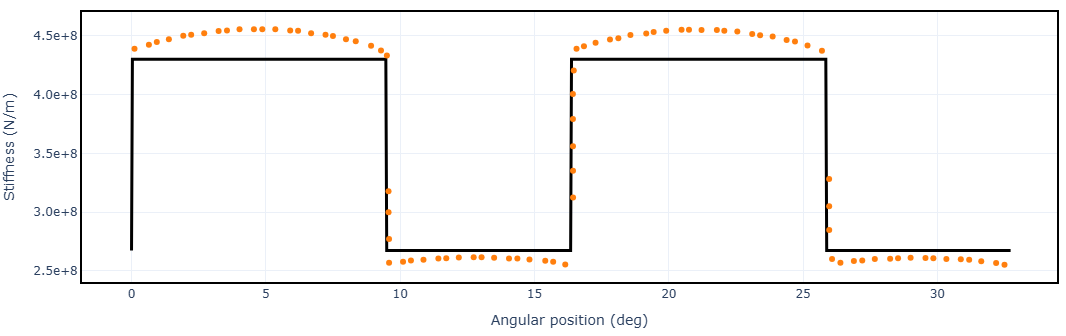 Stiffness (N/m)
4.5e+8
4.0e+8
3.5e+8
3.0e+8
2.5e+8
0 5 10 15 20 25 30
Angular position (deg)